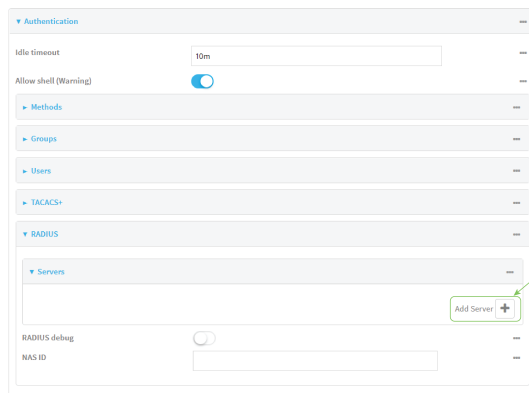 Authentication
Idle timeout
10m
Allow shell (Warning)
Methods
Groups
Users
TACACS+
RADIUS
Servers
Add Server
RADIUS debug
NAS ID